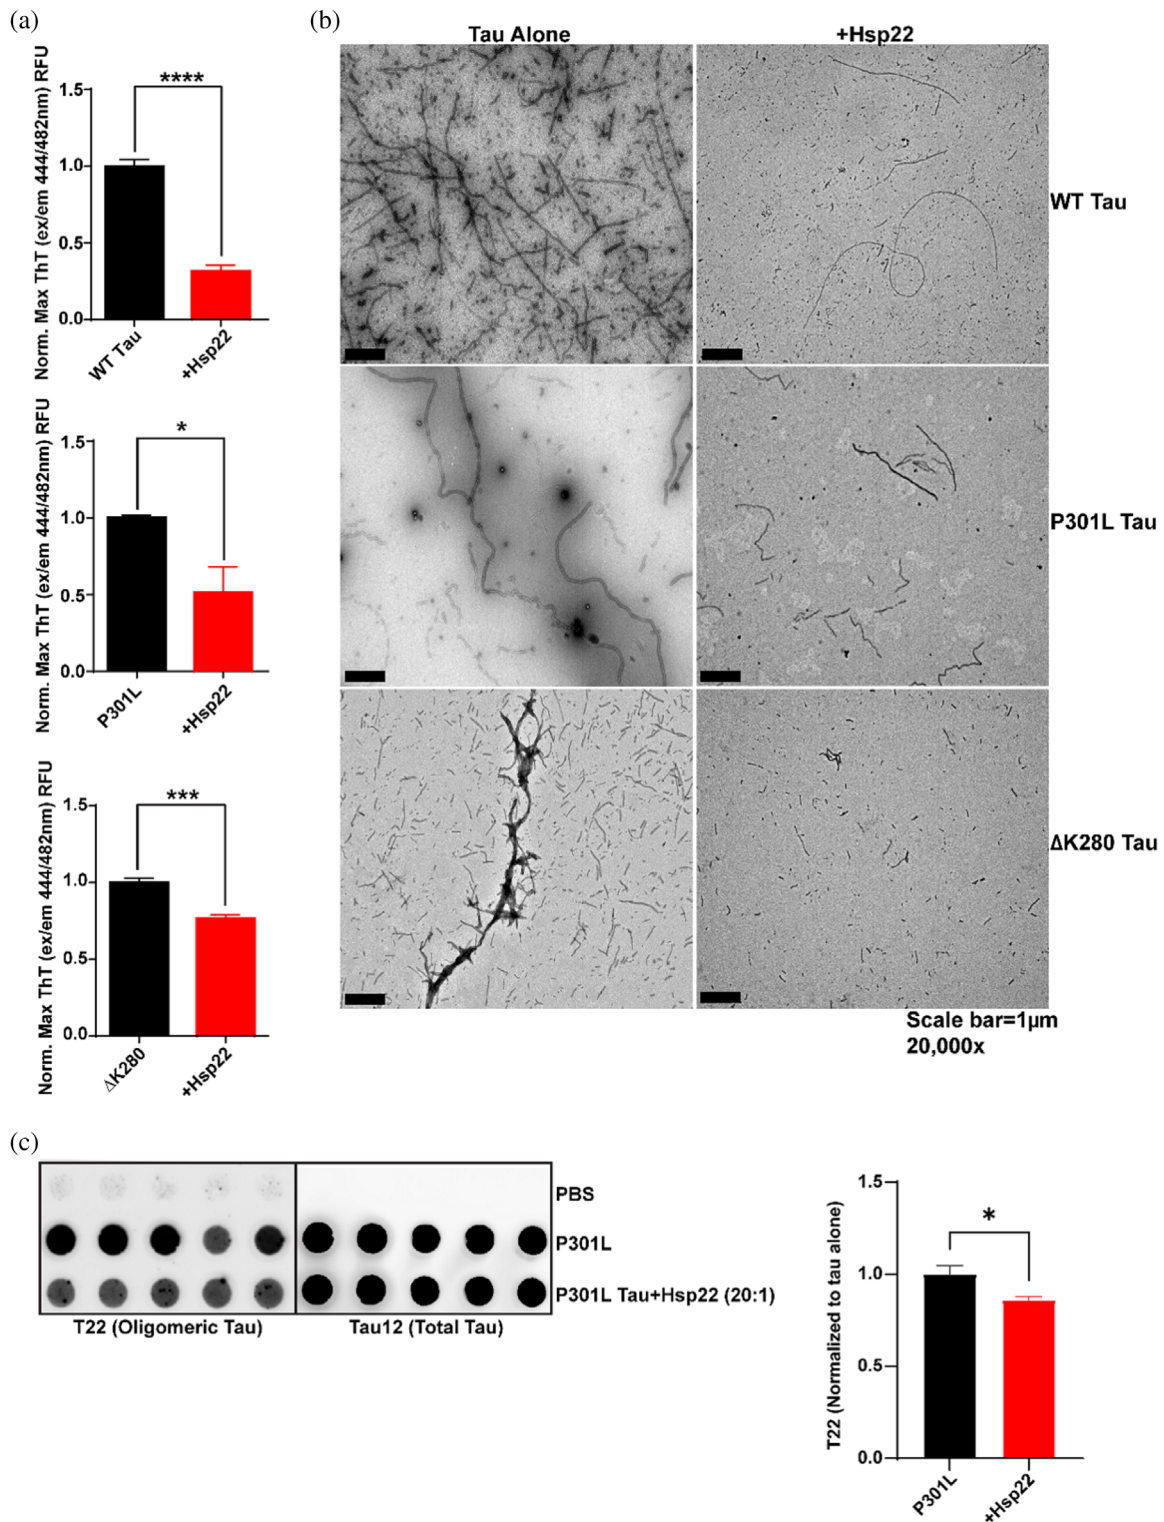 (a)
Norm. Max ThT (ex/em 444/482nm) RFU
1.5
1.0
0.5
0.0
****
WT Tau
+Hsp22
Norm. Max ThT (ex/em 444/482nm) RFU
1.5
1.0
0.5
0.0
*
P301L
+Hsp22
Norm. Max ThT (ex/em 444/482nm) RFU
1.5
1.0
0.5
0.0
***
ΔK280
+Hsp22
(b)
Tau Alone
+Hsp22
WT Tau
P301L Tau
ΔK280 Tau
Scale bar=1µm
20,000x
(c)
PBS
P301L
P301L Tau+Hsp22 (20:1)
T22 (Oligomeric Tau)
Tau12 (Total Tau)
T22 (Normalized to tau alone)
1.5
1.0
0.5
0.0
*
P301L
+Hsp22